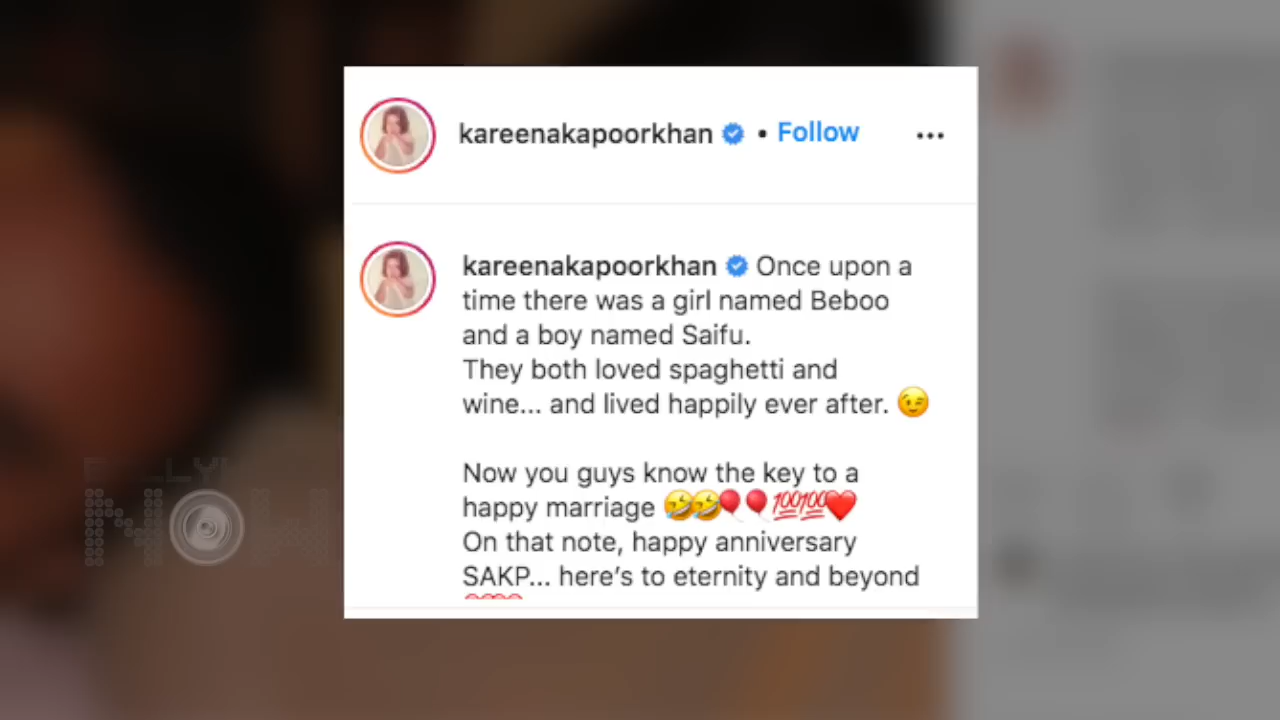 kareenakapoorkhan • Follow ...
kareenakapoorkhan Once upon a
time there was a girl named Beboo
and a boy named Saifu.
They both loved spaghetti and
wine... and lived happily ever after. 😉
Now you guys know the key to a
happy marriage 🤣🤣🎈🎈💯💯❤️
On that note, happy anniversary
SAKP... here's to eternity and beyond